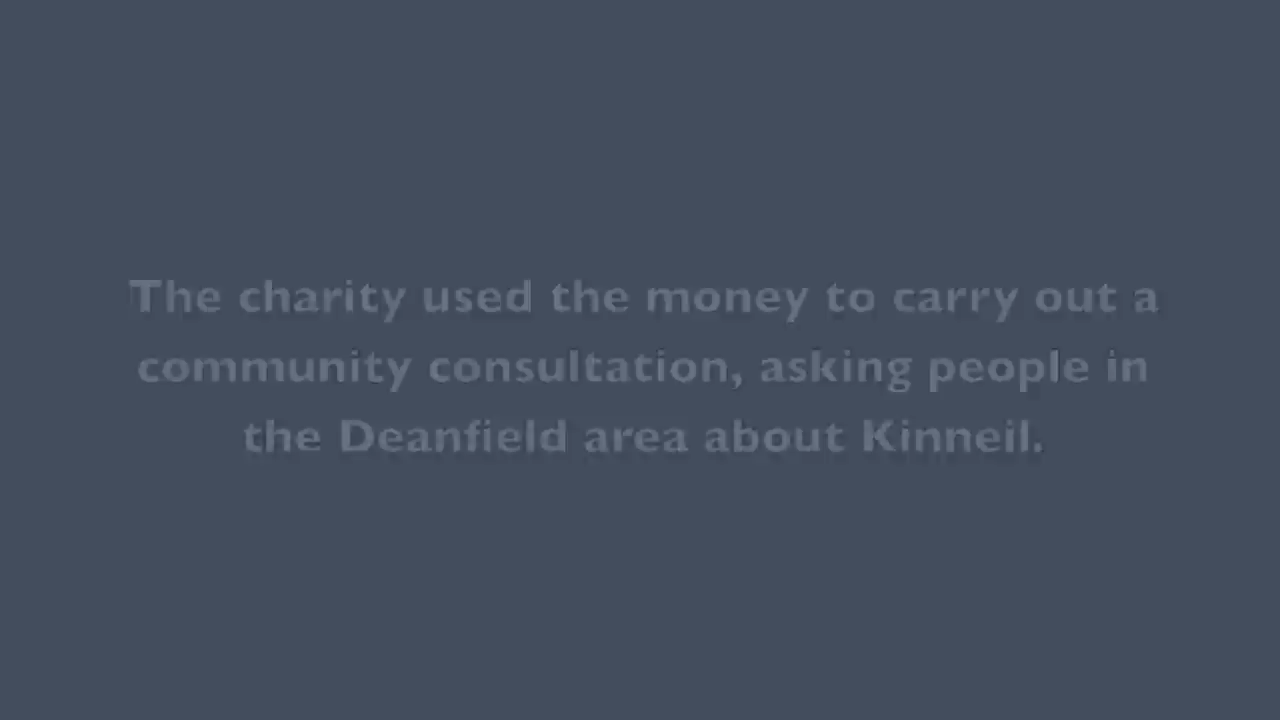 The charity used the money to carry out a
community consultation, asking people in
the Deanfield area about Kinneil.